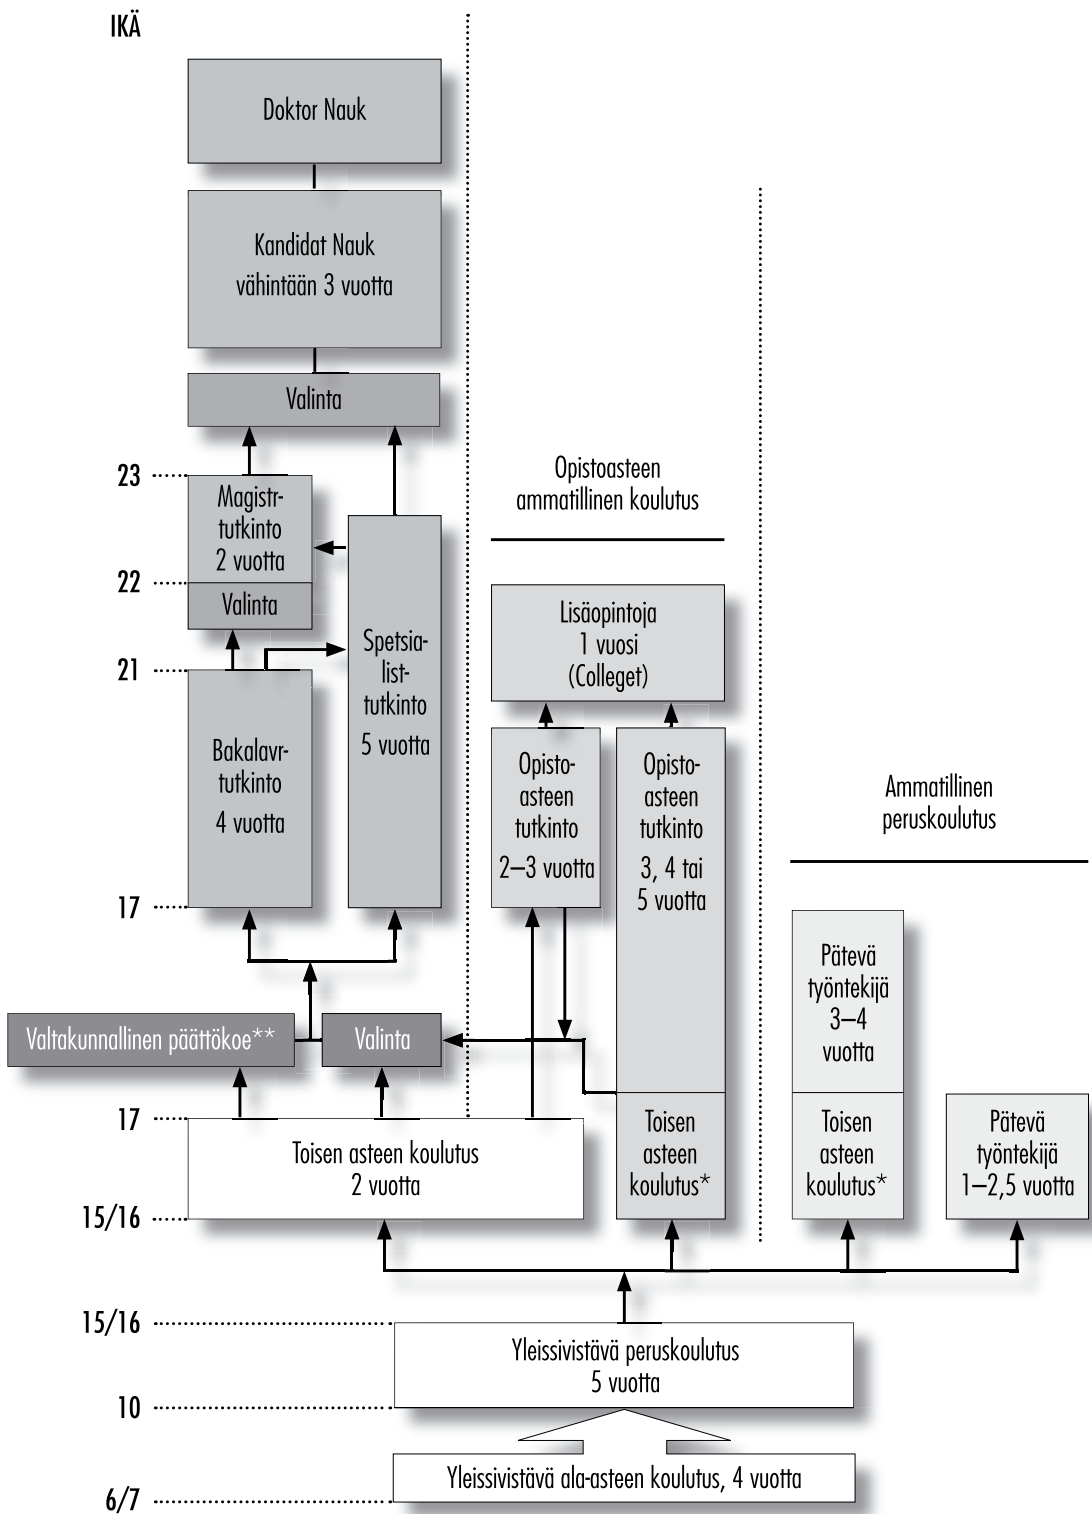 IKÄ
Doktor Nauk
Kandidat Nauk
vähintään 3 vuotta
Valinta
23
Magistr-
tutkinto
2 vuotta
22
Valinta
21
Bakalavr-
tutkinto
4 vuotta
Spetsia-
list-
tutkinto
5 vuotta
17
Opistoasteen
ammatillinen koulutus
Lisäopintoja
1 vuosi
(Colleget)
Opisto-
asteen
tutkinto
2–3 vuotta
Opisto-
asteen
tutkinto
3, 4 tai
5 vuotta
Ammatillinen
peruskoulutus
Pätevä
työntekijä
3–4
vuotta
Valtakunnallinen päättökoe**
Valinta
17
Toisen asteen koulutus
2 vuotta
Toisen
asteen
koulutus*
Toisen
asteen
koulutus*
Pätevä
työntekijä
1–2,5 vuotta
15/16
15/16
Yleissivistävä peruskoulutus
5 vuotta
10
Yleissivistävä ala-asteen koulutus, 4 vuotta
6/7